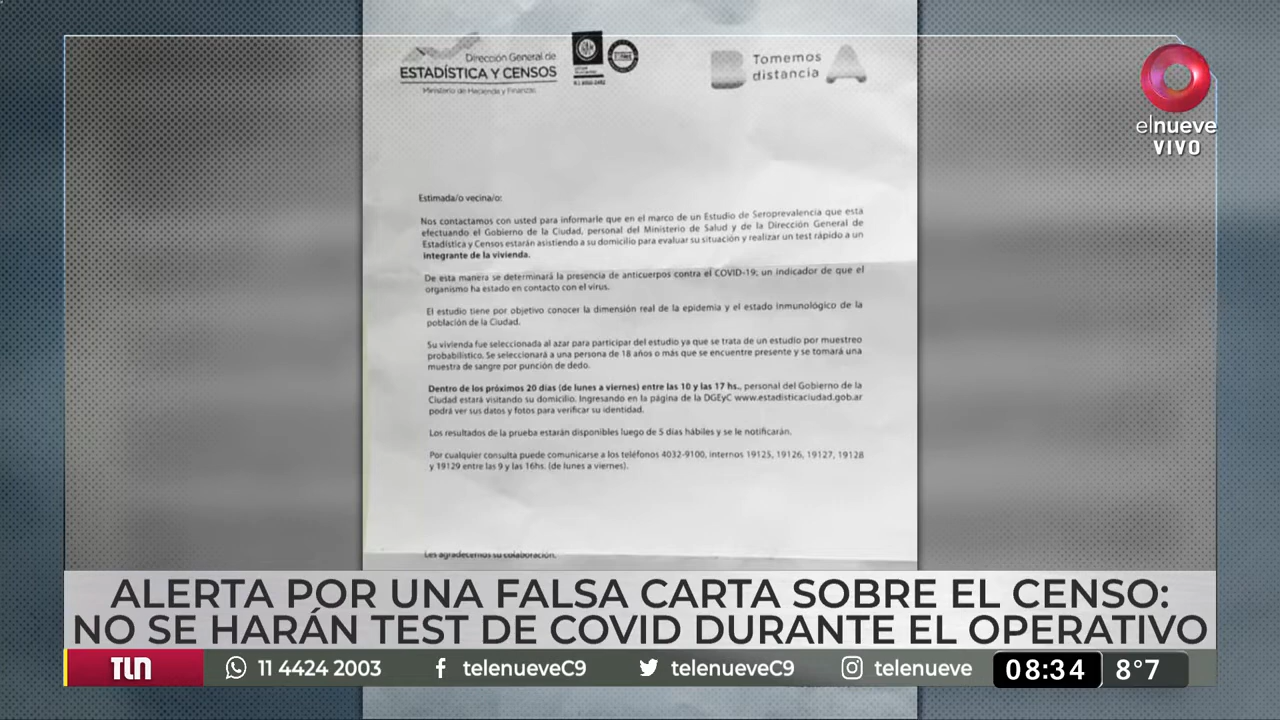 Dirección General de
ESTADÍSTICA Y CENSOS
Ministerio de Hacienda y Finanzas
B Tomemos A
distancia
elnueve
VIVO
Estimada/o vecina/o:
Nos contactamos con usted para informarle que en el marco de un Estudio de Seroprevalencia que está
efectuando el Gobierno de la Ciudad, personal del Ministerio de Salud y de la Dirección General de
Estadística y Censos estarán asistiendo a su domicilio para evaluar su situación y realizar un test rápido a un
integrante de la vivienda.
De esta manera se determinará la presencia de anticuerpos contra el COVID-19; un indicador de que el
organismo ha estado en contacto con el virus.
El estudio tiene por objetivo conocer la dimensión real de la epidemia y el estado inmunológico de la
población de la Ciudad.
Su vivienda fue seleccionada al azar para participar del estudio ya que se trata de un estudio por muestreo
probabilístico. Se seleccionará a una persona de 18 años o más que se encuentre presente y se tomará una
muestra de sangre por punción de dedo.
Dentro de los próximos 20 días (de lunes a viernes) entre las 10 y las 17 hs., personal del Gobierno de la
Ciudad estará visitando su domicilio. Ingresando en la página de la DGEyC www.estadisticaciudad.gob.ar
podrá ver sus datos y fotos para verificar su identidad.
Los resultados de la prueba estarán disponibles luego de 5 días hábiles y se le notificarán.
Por cualquier consulta puede comunicarse a los teléfonos 4032-9100, internos 19125, 19126, 19127, 19128
y 19129 entre las 9 y las 16hs. (de lunes a viernes).
Les agradecemos su colaboración.
ALERTA POR UNA FALSA CARTA SOBRE EL CENSO:
NO SE HARÁN TEST DE COVID DURANTE EL OPERATIVO
TLN 11 4424 2003 telenueveC9 telenueveC9 telenueve 08:34 8°7